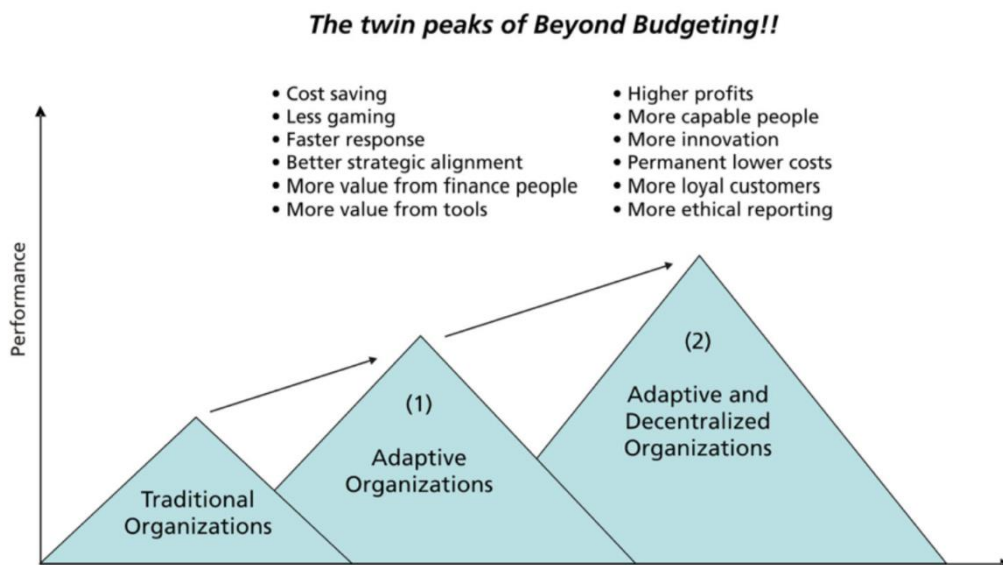 The twin peaks of Beyond Budgeting!!
• Cost saving
• Less gaming
• Faster response
• Better strategic alignment
• More value from finance people
• More value from tools
• Higher profits
• More capable people
• More innovation
• Permanent lower costs
• More loyal customers
• More ethical reporting
Performance
Traditional
Organizations
(1)
Adaptive
Organizations
(2)
Adaptive and
Decentralized
Organizations